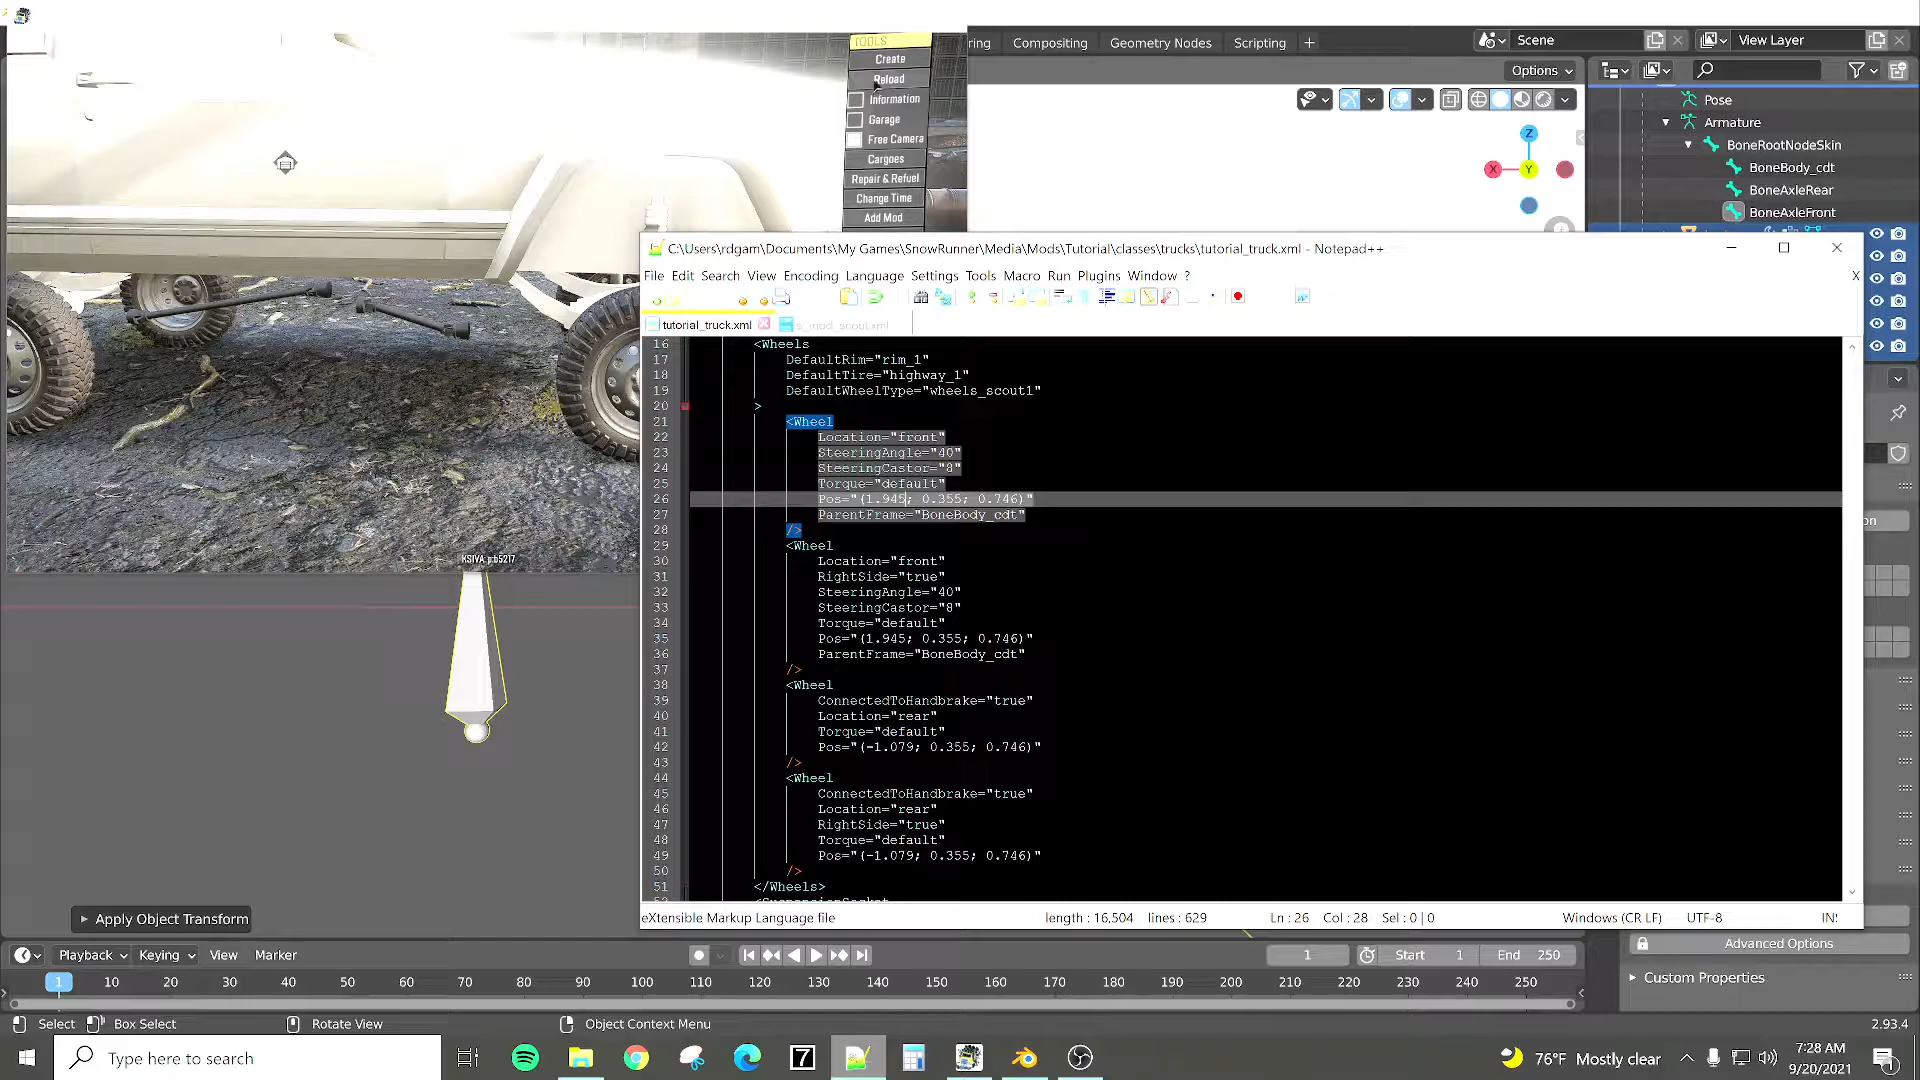 TOOLS
Create
Reload
Information
Garage
Free Camera
Cargoes
Repair & Refuel
Change Time
Add Mod
KSIVA: p:b5217
ring
Compositing
Geometry Nodes
Scripting
+
Scene
View Layer
Options
Pose
Armature
BoneRootNodeSkin
BoneBody_cdt
BoneAxleRear
BoneAxleFront
Z
X
Y
C:\Users\rdgam\Documents\My Games\SnowRunner\Media\Mods\Tutorial\classes\trucks\tutorial_truck.xml - Notepad++
File Edit Search View Encoding Language Settings Tools Macro Run Plugins Window ?
X
tutorial_truck.xml
s_mod_scout.xml
16 <Wheels
17 DefaultRim="rim_1"
18 DefaultTire="highway_1"
19 DefaultWheelType="wheels_scout1"
20 >
21 <Wheel
22 Location="front"
23 SteeringAngle="40"
24 SteeringCastor="8"
25 Torque="default"
26 Pos="(1.945; 0.355; 0.746)"
27 ParentFrame="BoneBody_cdt"
28 />
29 <Wheel
30 Location="front"
31 RightSide="true"
32 SteeringAngle="40"
33 SteeringCastor="8"
34 Torque="default"
35 Pos="(1.945; 0.355; 0.746)"
36 ParentFrame="BoneBody_cdt"
37 />
38 <Wheel
39 ConnectedToHandbrake="true"
40 Location="rear"
41 Torque="default"
42 Pos="(-1.079; 0.355; 0.746)"
43 />
44 <Wheel
45 ConnectedToHandbrake="true"
46 Location="rear"
47 RightSide="true"
48 Torque="default"
49 Pos="(-1.079; 0.355; 0.746)"
50 />
51 </Wheels>
eXtensible Markup Language file
length : 16,504 lines : 629
Ln : 26 Col : 28 Sel : 0 | 0
Windows (CR LF)
UTF-8
INS
on
Advanced Options
Custom Properties
Apply Object Transform
Playback
Keying
View
Marker
1
Start 1
End 250
1 10 20 30 40 50 60 70 80 90 100 110 120 130 140 150 160 170 180 190 200 210 220 230 240 250
Select
Box Select
Rotate View
Object Context Menu
2.93.4
Type here to search
7
76°F Mostly clear
7:28 AM
9/20/2021
1